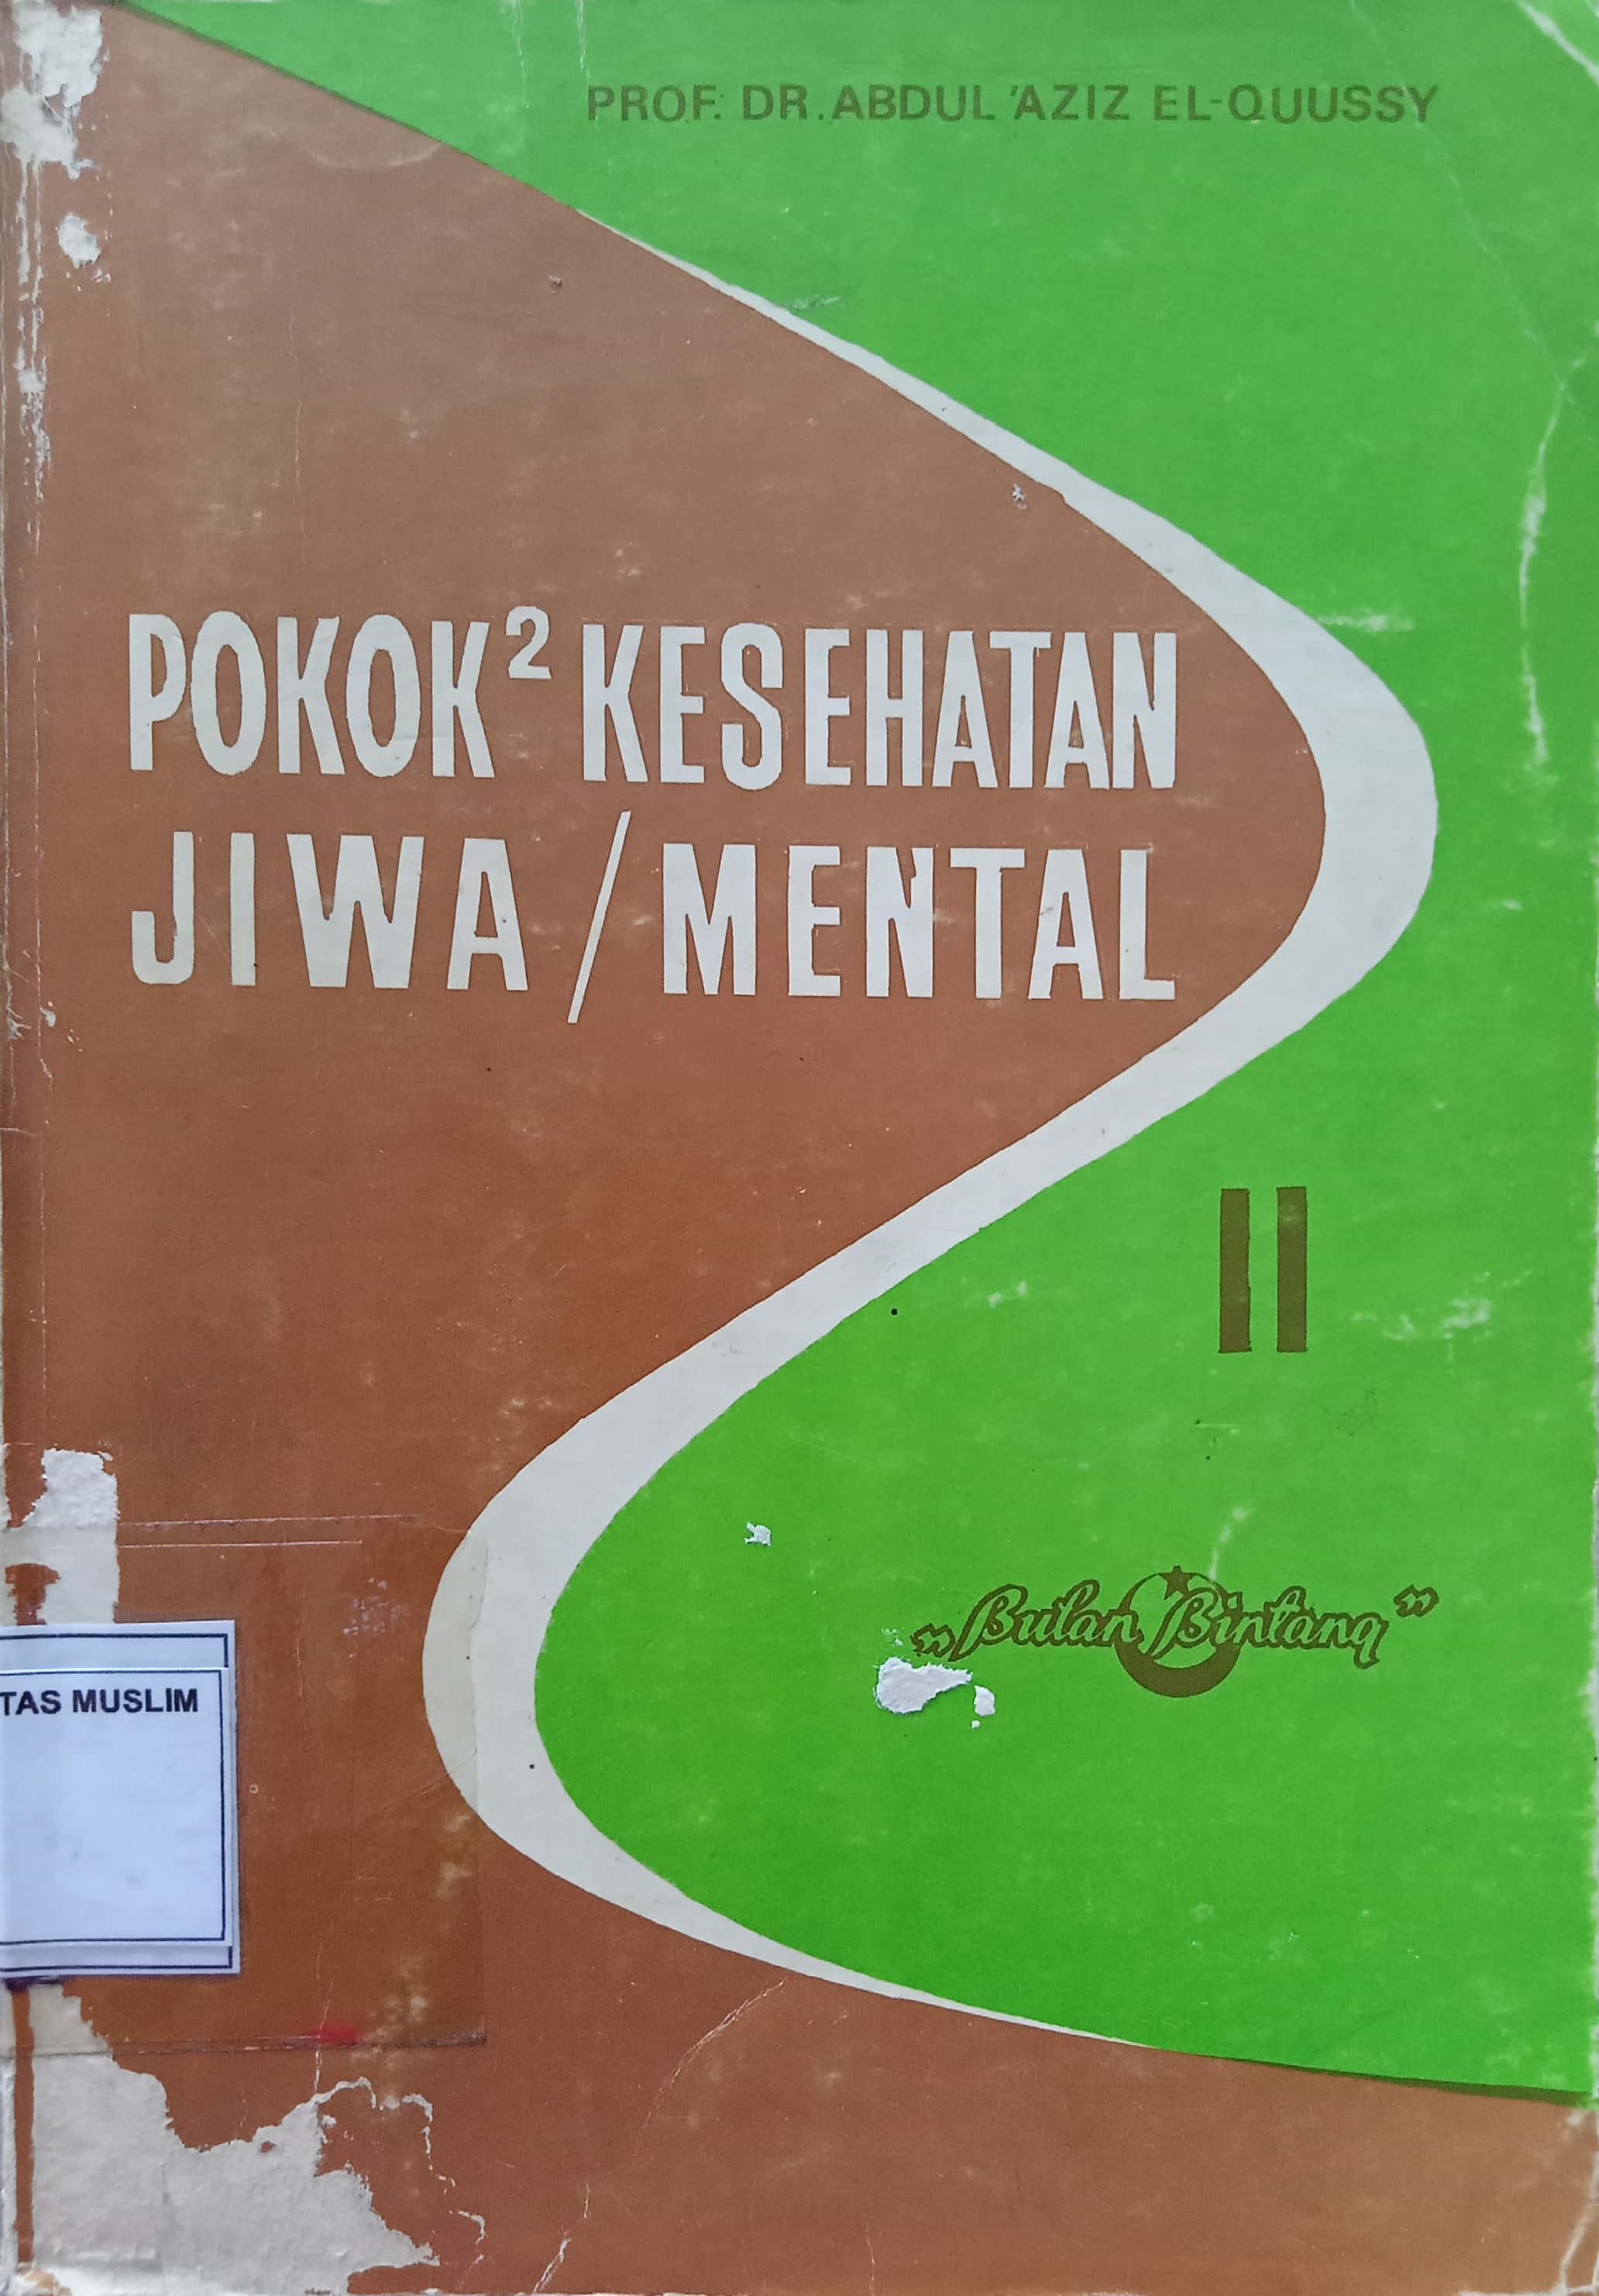 PROF. DR. ABDUL 'AZIZ EL-QUUSSY
POKOK² KESEHATAN
JIWA / MENTAL
II
„Bulan Bintang”
TAS MUSLIM